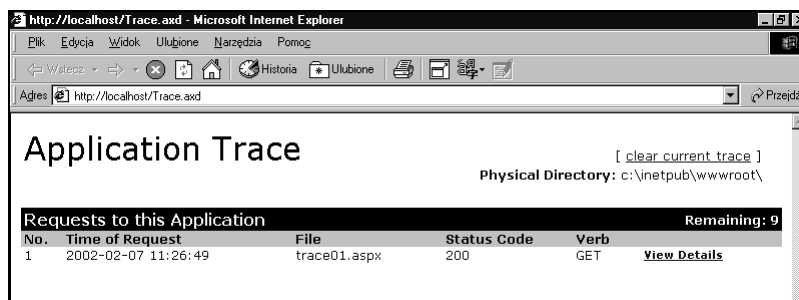 http://localhost/Trace.axd - Microsoft Internet Explorer
Plik Edycja Widok Ulubione Narzędzia Pomoc
Wstecz Historia Ulubione
Adres http://localhost/Trace.axd Przejdź
Application Trace
[ clear current trace ]
Physical Directory: c:\inetpub\wwwroot\
Requests to this Application Remaining: 9
No. Time of Request File Status Code Verb
1 2002-02-07 11:26:49 trace01.aspx 200 GET View Details